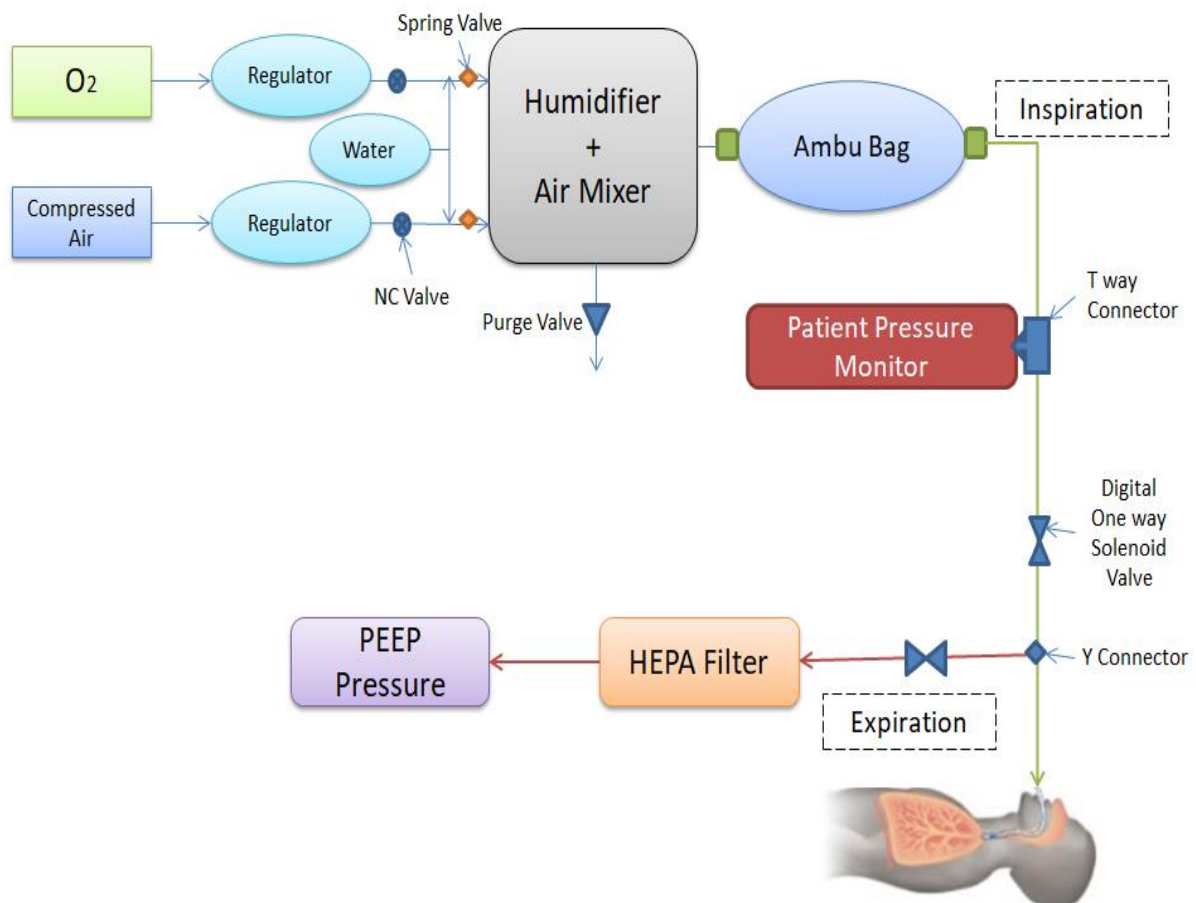 Spring Valve
O2
Regulator
Humidifier
+
Air Mixer
Inspiration
Ambu Bag
Water
Compressed
Air
Regulator
NC Valve
Purge Valve
T way
Connector
Patient Pressure
Monitor
Digital
One way
Solenoid
Valve
PEEP
Pressure
HEPA Filter
Y Connector
Expiration